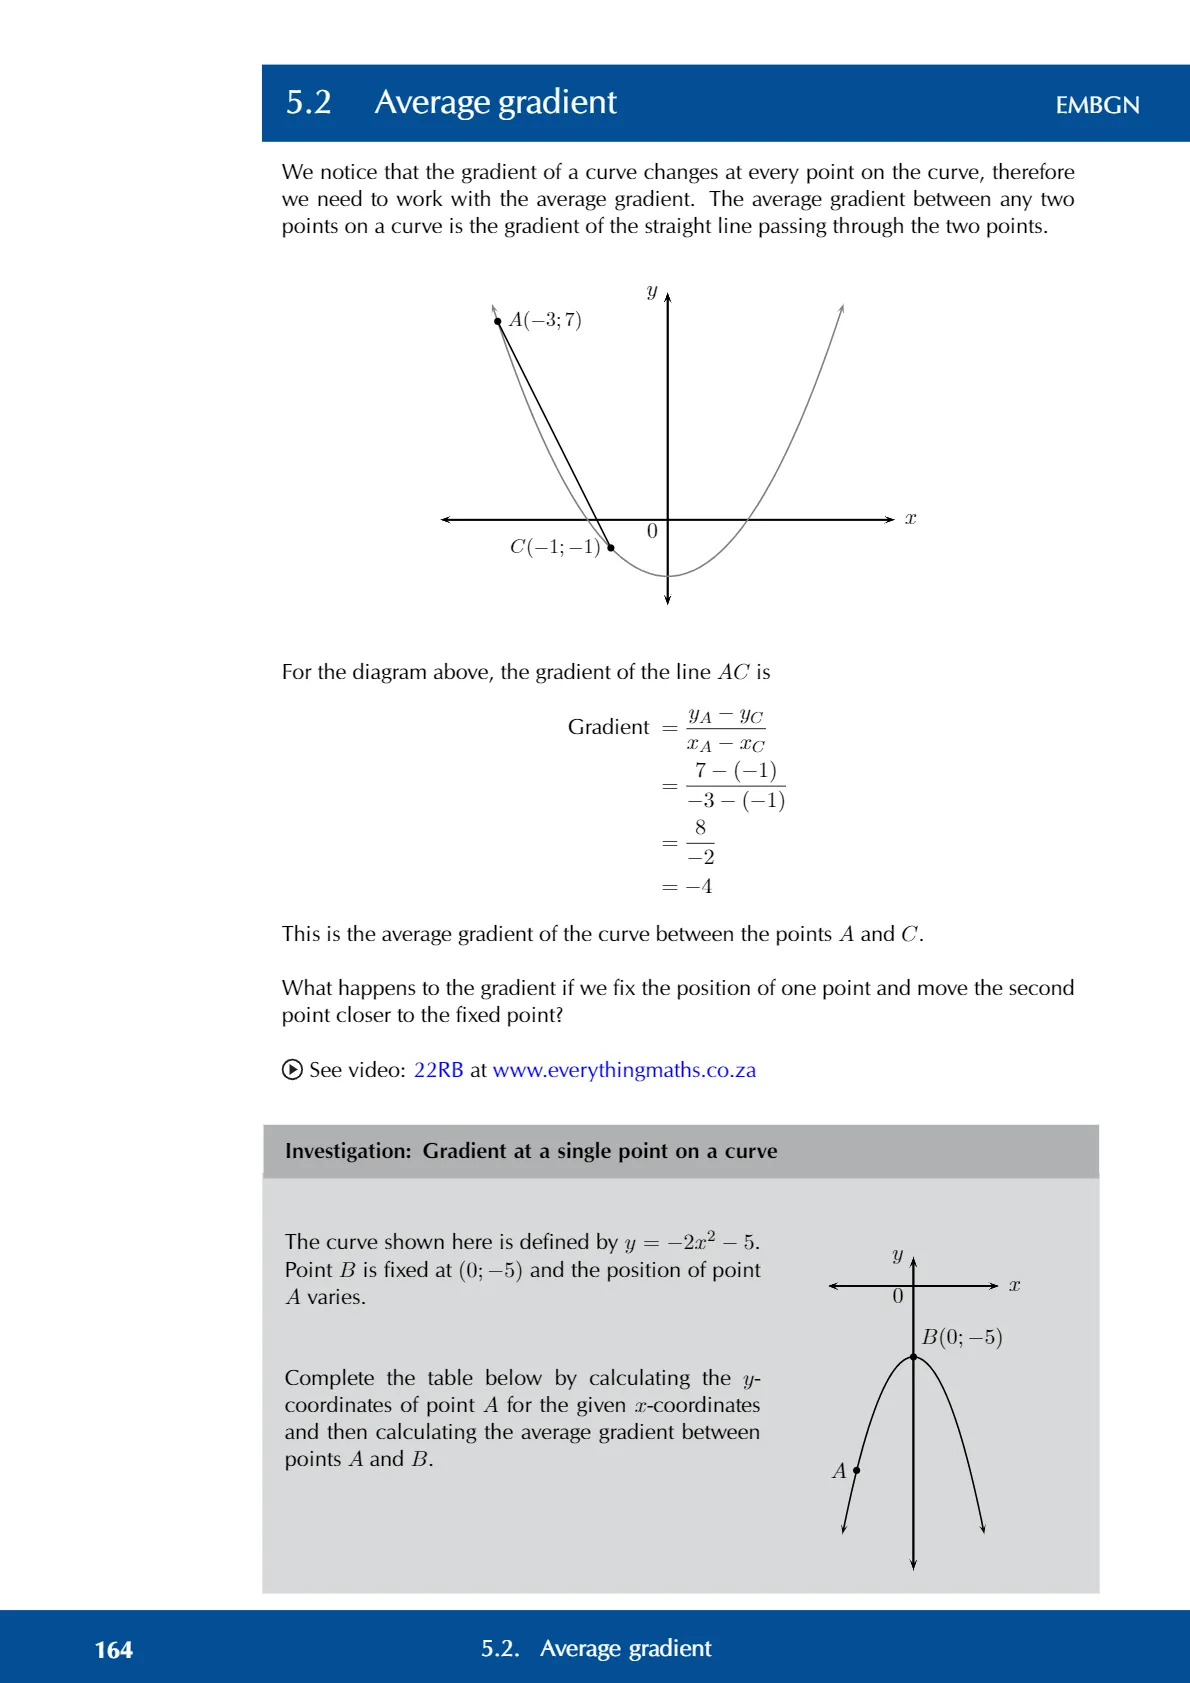 5.2 Average gradient EMBGN
We notice that the gradient of a curve changes at every point on the curve, therefore
we need to work with the average gradient. The average gradient between any two
points on a curve is the gradient of the straight line passing through the two points.
y
A(−3; 7)
x
0
C(−1; −1)
For the diagram above, the gradient of the line AC is
Gradient = \frac{y_A − y_C}{x_A − x_C}
= \frac{7 − (−1)}{−3 − (−1)}
= \frac{8}{−2}
= −4
This is the average gradient of the curve between the points A and C.
What happens to the gradient if we fix the position of one point and move the second
point closer to the fixed point?
See video: 22RB at www.everythingmaths.co.za
Investigation: Gradient at a single point on a curve
The curve shown here is defined by y = −2x² − 5.
Point B is fixed at (0; −5) and the position of point
A varies.
Complete the table below by calculating the y-
coordinates of point A for the given x-coordinates
and then calculating the average gradient between
points A and B.
y
x
0
B(0; −5)
A
164 5.2. Average gradient